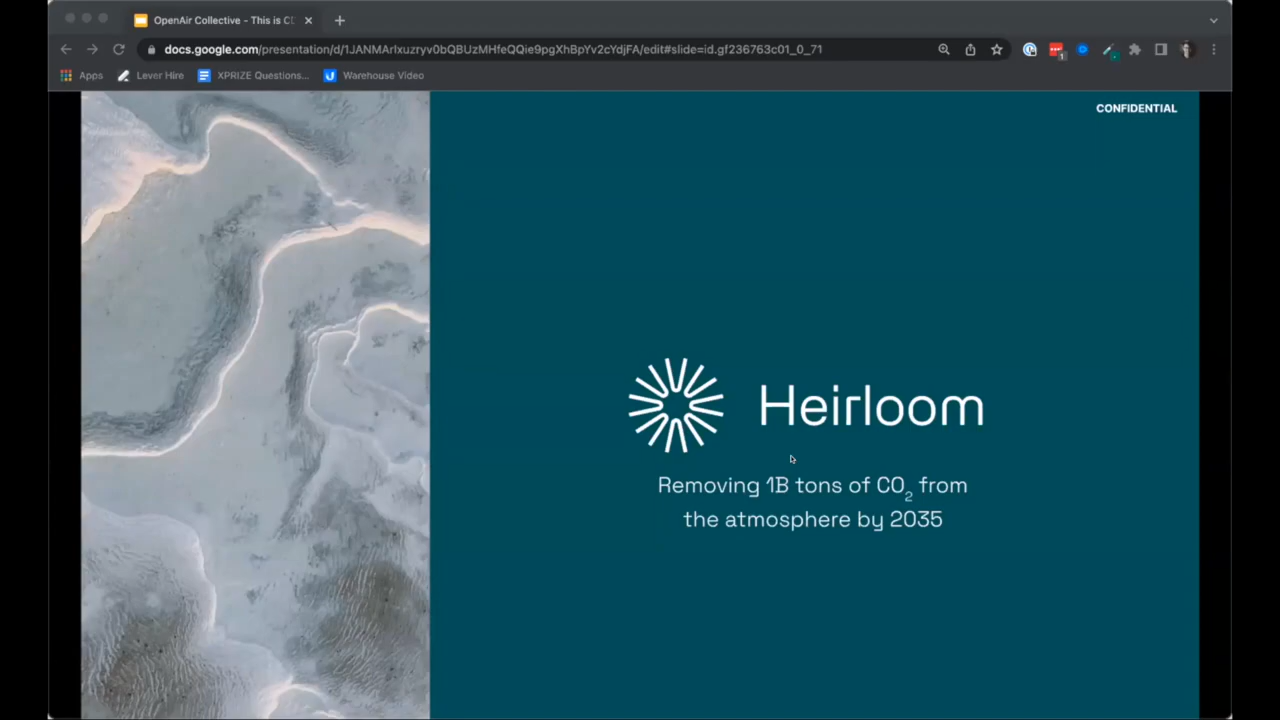 OpenAir Collective - This is CD
docs.google.com/presentation/d/1JANMArlxuzryv0bQBUzMHfeQQie9pgXhBpYv2cYdjFA/edit#slide=id.gf236763c01_0_71
Apps Lever Hire XPRIZE Questions... Warehouse Video
CONFIDENTIAL
Heirloom
Removing 1B tons of CO₂ from
the atmosphere by 2035